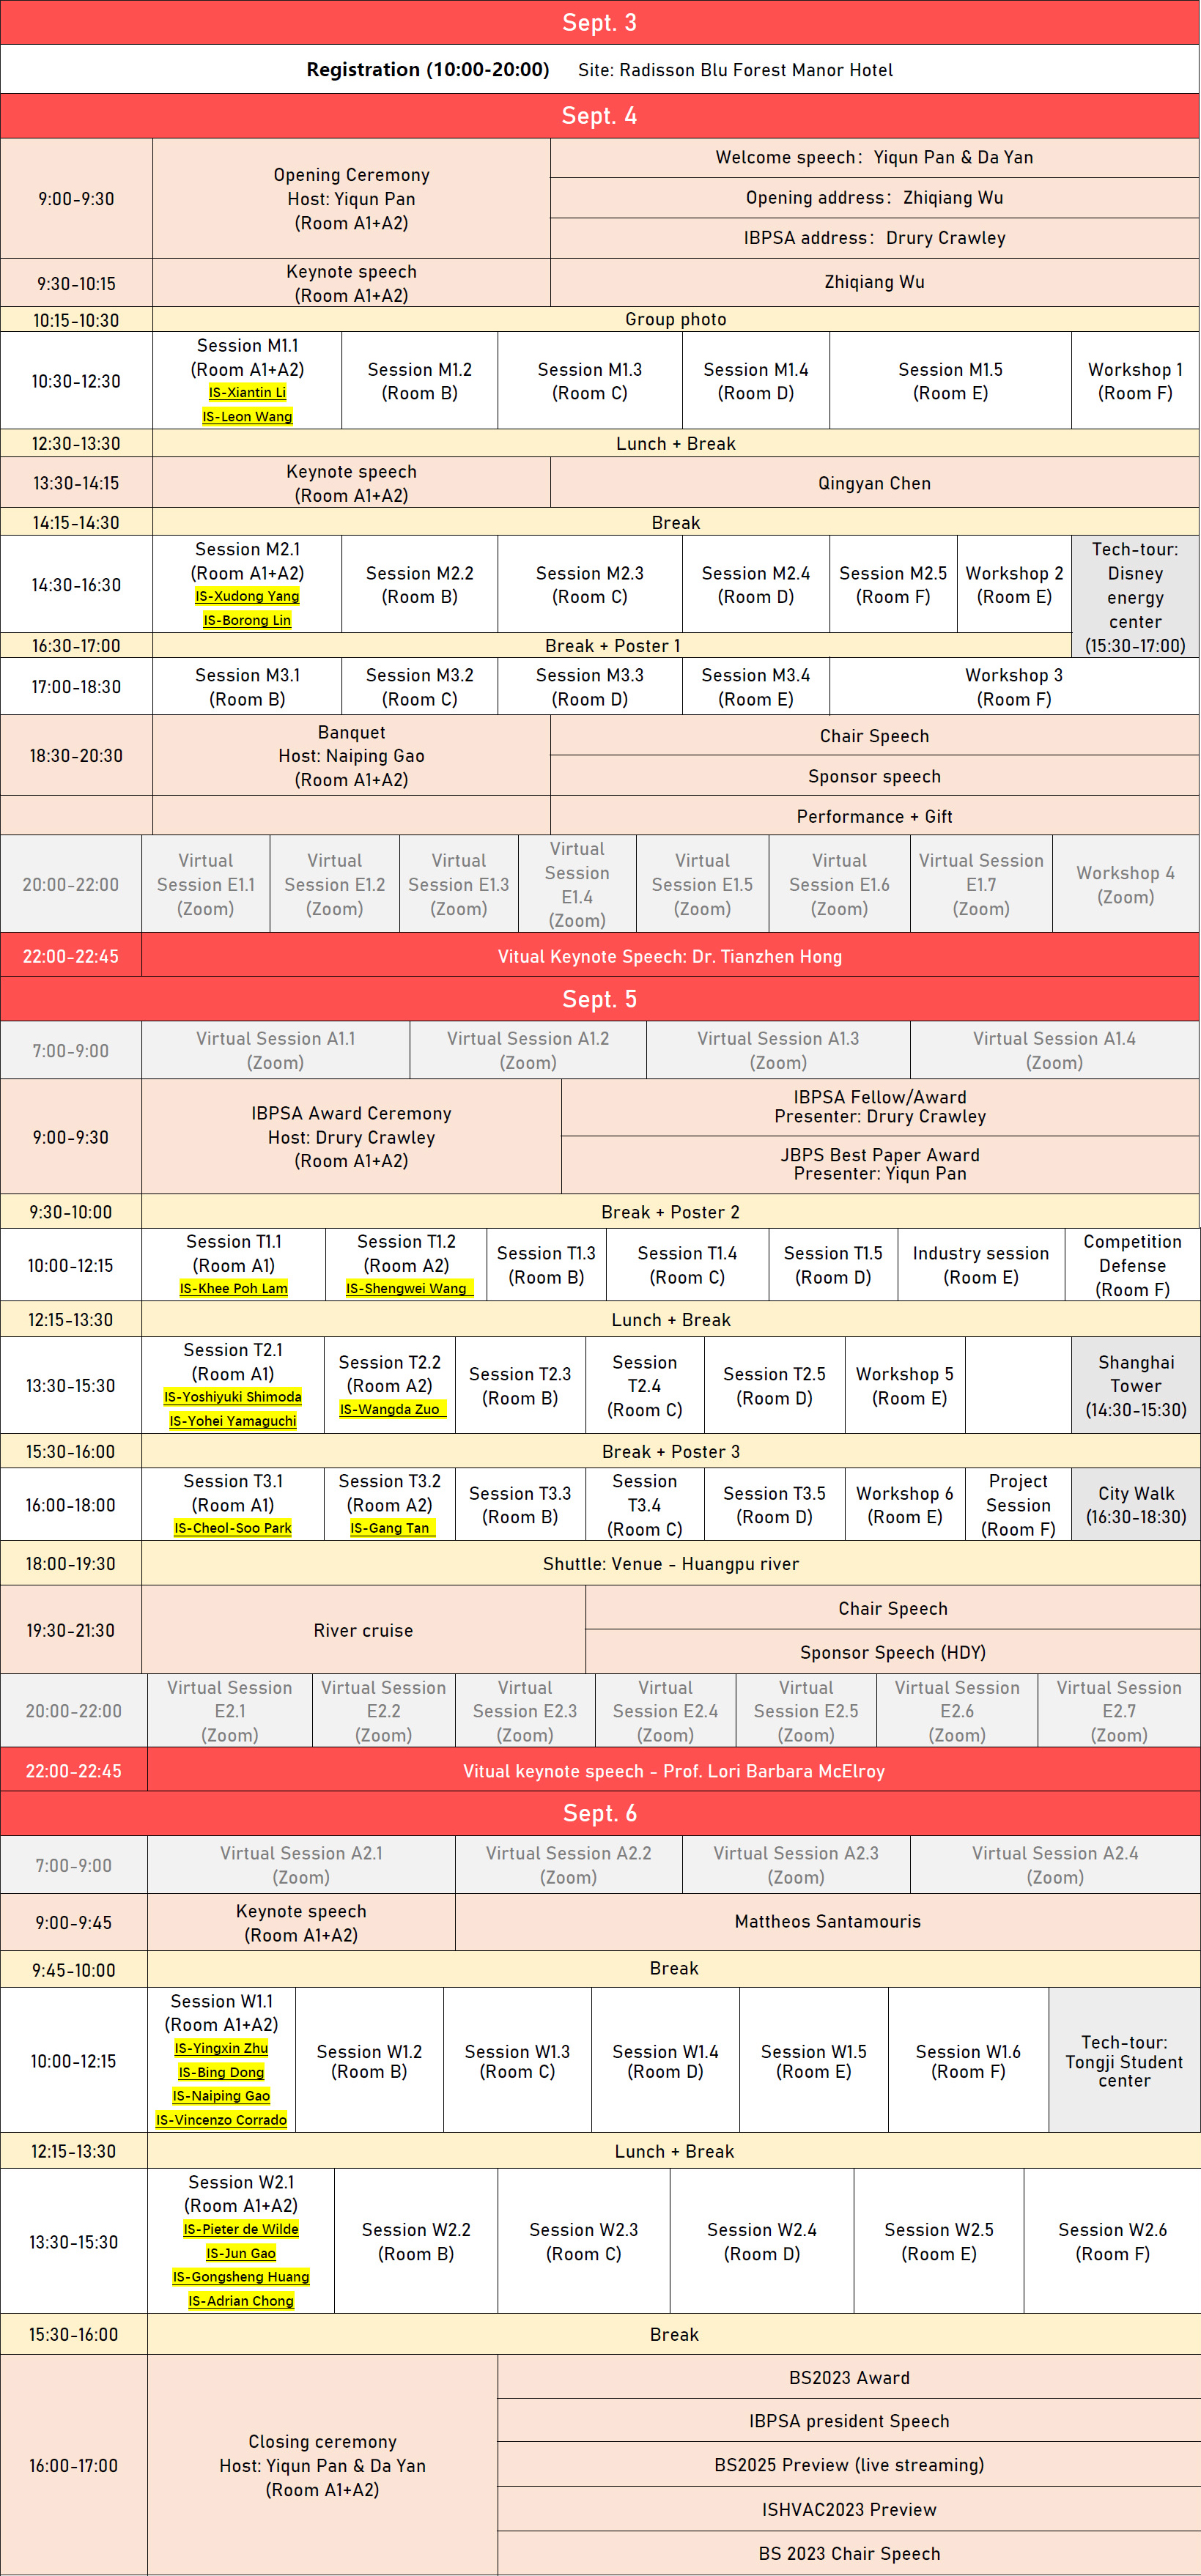 Sept. 3
Registration (10:00-20:00) Site: Radisson Blu Forest Manor Hotel
Sept. 4
9:00-9:30
Opening Ceremony
Host: Yiqun Pan
(Room A1+A2)
Welcome speech: Yiqun Pan & Da Yan
Opening address: Zhiqiang Wu
IBPSA address: Drury Crawley
9:30-10:15
Keynote speech
(Room A1+A2)
Zhiqiang Wu
10:15-10:30
Group photo
10:30-12:30
Session M1.1
(Room A1+A2)
IS-Xiantin Li
IS-Leon Wang
Session M1.2
(Room B)
Session M1.3
(Room C)
Session M1.4
(Room D)
Session M1.5
(Room E)
Workshop 1
(Room F)
12:30-13:30
Lunch + Break
13:30-14:15
Keynote speech
(Room A1+A2)
Qingyan Chen
14:15-14:30
Break
14:30-16:30
Session M2.1
(Room A1+A2)
IS-Xudong Yang
IS-Borong Lin
Session M2.2
(Room B)
Session M2.3
(Room C)
Session M2.4
(Room D)
Session M2.5
(Room F)
Workshop 2
(Room E)
Tech-tour:
Disney
energy
center
(15:30-17:00)
16:30-17:00
Break + Poster 1
17:00-18:30
Session M3.1
(Room B)
Session M3.2
(Room C)
Session M3.3
(Room D)
Session M3.4
(Room E)
Workshop 3
(Room F)
18:30-20:30
Banquet
Host: Naiping Gao
(Room A1+A2)
Chair Speech
Sponsor speech
Performance + Gift
20:00-22:00
Virtual
Session E1.1
(Zoom)
Virtual
Session E1.2
(Zoom)
Virtual
Session E1.3
(Zoom)
Virtual
Session
E1.4
(Zoom)
Virtual
Session E1.5
(Zoom)
Virtual
Session E1.6
(Zoom)
Virtual Session
E1.7
(Zoom)
Workshop 4
(Zoom)
22:00-22:45
Vitual Keynote Speech: Dr. Tianzhen Hong
Sept. 5
7:00-9:00
Virtual Session A1.1
(Zoom)
Virtual Session A1.2
(Zoom)
Virtual Session A1.3
(Zoom)
Virtual Session A1.4
(Zoom)
9:00-9:30
IBPSA Award Ceremony
Host: Drury Crawley
(Room A1+A2)
IBPSA Fellow/Award
Presenter: Drury Crawley
JBPS Best Paper Award
Presenter: Yiqun Pan
9:30-10:00
Break + Poster 2
10:00-12:15
Session T1.1
(Room A1)
IS-Khee Poh Lam
Session T1.2
(Room A2)
IS-Shengwei Wang
Session T1.3
(Room B)
Session T1.4
(Room C)
Session T1.5
(Room D)
Industry session
(Room E)
Competition
Defense
(Room F)
12:15-13:30
Lunch + Break
13:30-15:30
Session T2.1
(Room A1)
IS-Yoshiyuki Shimoda
IS-Yohei Yamaguchi
Session T2.2
(Room A2)
IS-Wangda Zuo
Session T2.3
(Room B)
Session
T2.4
(Room C)
Session T2.5
(Room D)
Workshop 5
(Room E)
Shanghai
Tower
(14:30-15:30)
15:30-16:00
Break + Poster 3
16:00-18:00
Session T3.1
(Room A1)
IS-Cheol-Soo Park
Session T3.2
(Room A2)
IS-Gang Tan
Session T3.3
(Room B)
Session
T3.4
(Room C)
Session T3.5
(Room D)
Workshop 6
(Room E)
Project
Session
(Room F)
City Walk
(16:30-18:30)
18:00-19:30
Shuttle: Venue - Huangpu river
19:30-21:30
River cruise
Chair Speech
Sponsor Speech (HDY)
20:00-22:00
Virtual Session
E2.1
(Zoom)
Virtual Session
E2.2
(Zoom)
Virtual
Session E2.3
(Zoom)
Virtual
Session E2.4
(Zoom)
Virtual
Session E2.5
(Zoom)
Virtual Session
E2.6
(Zoom)
Virtual Session
E2.7
(Zoom)
22:00-22:45
Vitual keynote speech - Prof. Lori Barbara McElroy
Sept. 6
7:00-9:00
Virtual Session A2.1
(Zoom)
Virtual Session A2.2
(Zoom)
Virtual Session A2.3
(Zoom)
Virtual Session A2.4
(Zoom)
9:00-9:45
Keynote speech
(Room A1+A2)
Mattheos Santamouris
9:45-10:00
Break
10:00-12:15
Session W1.1
(Room A1+A2)
IS-Yingxin Zhu
IS-Bing Dong
IS-Naiping Gao
IS-Vincenzo Corrado
Session W1.2
(Room B)
Session W1.3
(Room C)
Session W1.4
(Room D)
Session W1.5
(Room E)
Session W1.6
(Room F)
Tech-tour:
Tongji Student
center
12:15-13:30
Lunch + Break
13:30-15:30
Session W2.1
(Room A1+A2)
IS-Pieter de Wilde
IS-Jun Gao
IS-Gongsheng Huang
IS-Adrian Chong
Session W2.2
(Room B)
Session W2.3
(Room C)
Session W2.4
(Room D)
Session W2.5
(Room E)
Session W2.6
(Room F)
15:30-16:00
Break
16:00-17:00
Closing ceremony
Host: Yiqun Pan & Da Yan
(Room A1+A2)
BS2023 Award
IBPSA president Speech
BS2025 Preview (live streaming)
ISHVAC2023 Preview
BS 2023 Chair Speech